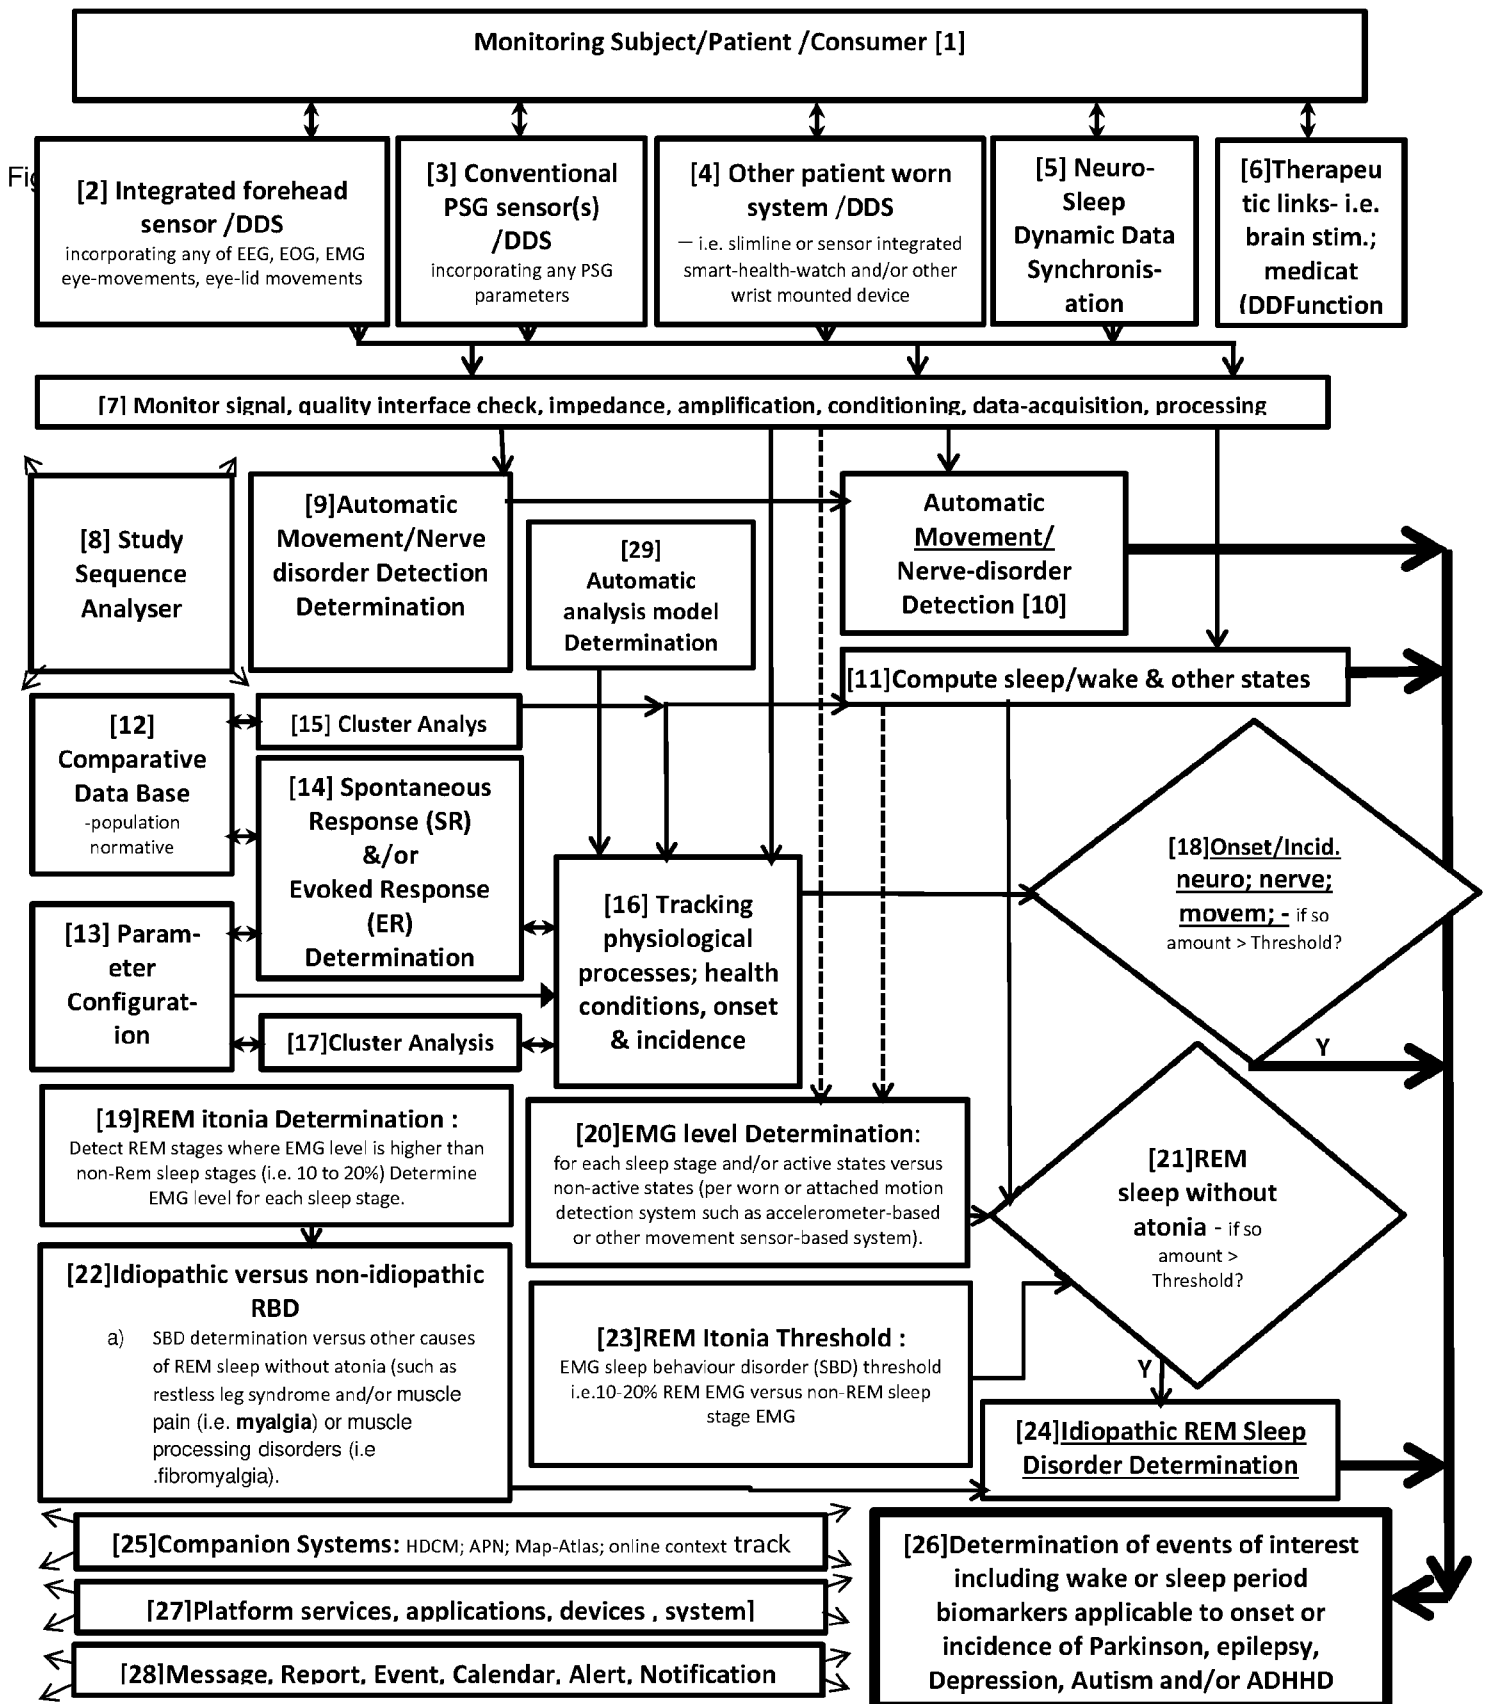 Monitoring Subject/Patient /Consumer [1]
Fig
[2] Integrated forehead
sensor /DDS
incorporating any of EEG, EOG, EMG
eye-movements, eye-lid movements
[3] Conventional
PSG sensor(s)
/DDS
incorporating any PSG
parameters
[4] Other patient worn
system /DDS
– i.e. slimline or sensor integrated
smart-health-watch and/or other
wrist mounted device
[5] Neuro-
Sleep
Dynamic Data
Synchronis-
ation
[6]Therapeu
tic links- i.e.
brain stim.;
medicat
(DDFunction
[7] Monitor signal, quality interface check, impedance, amplification, conditioning, data-acquisition, processing
[8] Study
Sequence
Analyser
[9]Automatic
Movement/Nerve
disorder Detection
Determination
[29]
Automatic
analysis model
Determination
Automatic
Movement/
Nerve-disorder
Detection [10]
[11]Compute sleep/wake & other states
[12]
Comparative
Data Base
-population
normative
[15] Cluster Analys
[14] Spontaneous
Response (SR)
&/or
Evoked Response
(ER)
Determination
[13] Param-
eter
Configurat-
ion
[17]Cluster Analysis
[16] Tracking
physiological
processes; health
conditions, onset
& incidence
[18]Onset/Incid.
neuro; nerve;
movem; - if so
amount > Threshold?
Y
[19]REM itonia Determination :
Detect REM stages where EMG level is higher than
non-Rem sleep stages (i.e. 10 to 20%) Determine
EMG level for each sleep stage.
[20]EMG level Determination:
for each sleep stage and/or active states versus
non-active states (per worn or attached motion
detection system such as accelerometer-based
or other movement sensor-based system).
[21]REM
sleep without
atonia - if so
amount >
Threshold?
Y
[22]Idiopathic versus non-idiopathic
RBD
a) SBD determination versus other causes
of REM sleep without atonia (such as
restless leg syndrome and/or muscle
pain (i.e. myalgia) or muscle
processing disorders (i.e
.fibromyalgia).
[23]REM Itonia Threshold :
EMG sleep behaviour disorder (SBD) threshold
i.e.10-20% REM EMG versus non-REM sleep
stage EMG
[24]Idiopathic REM Sleep
Disorder Determination
[25]Companion Systems: HDCM; APN; Map-Atlas; online context track
[27]Platform services, applications, devices , system]
[28]Message, Report, Event, Calendar, Alert, Notification
[26]Determination of events of interest
including wake or sleep period
biomarkers applicable to onset or
incidence of Parkinson, epilepsy,
Depression, Autism and/or ADHHD